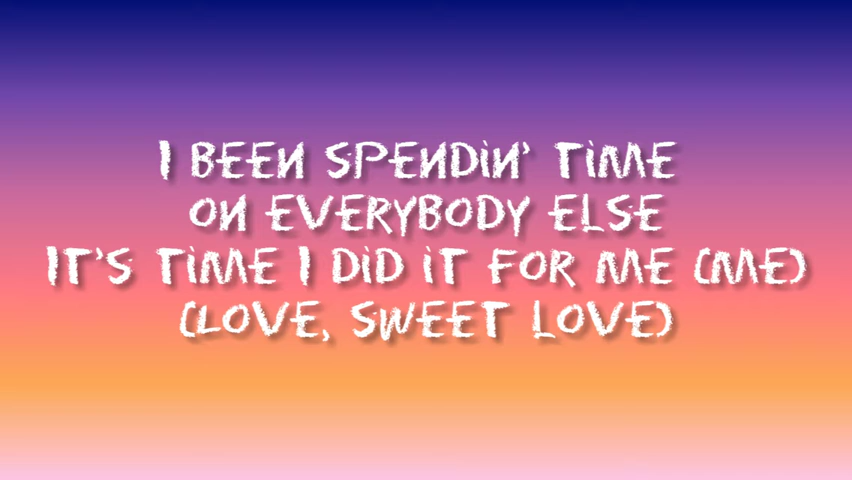 I BEEN SPENDIN' TIME
ON EVERYBODY ELSE
IT'S TIME I DID IT FOR ME (ME)
(LOVE, SWEET LOVE)